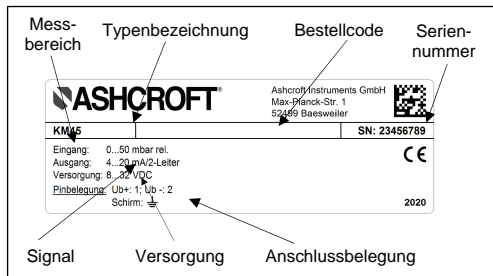 Mess-
bereich
Typenbezeichnung
Bestellcode
Serien-
nummer
ASHCROFT®
Ashcroft Instruments GmbH
Max-Planck-Str. 1
52499 Baesweiler
KM45
SN: 23456789
Eingang: 0...50 mbar rel.
Ausgang: 4...20 mA/2-Leiter
Versorgung: 8...32 VDC
Pinbelegung: Ub+: 1; Ub -: 2
Schirm:
CE
2020
Signal
Versorgung
Anschlussbelegung